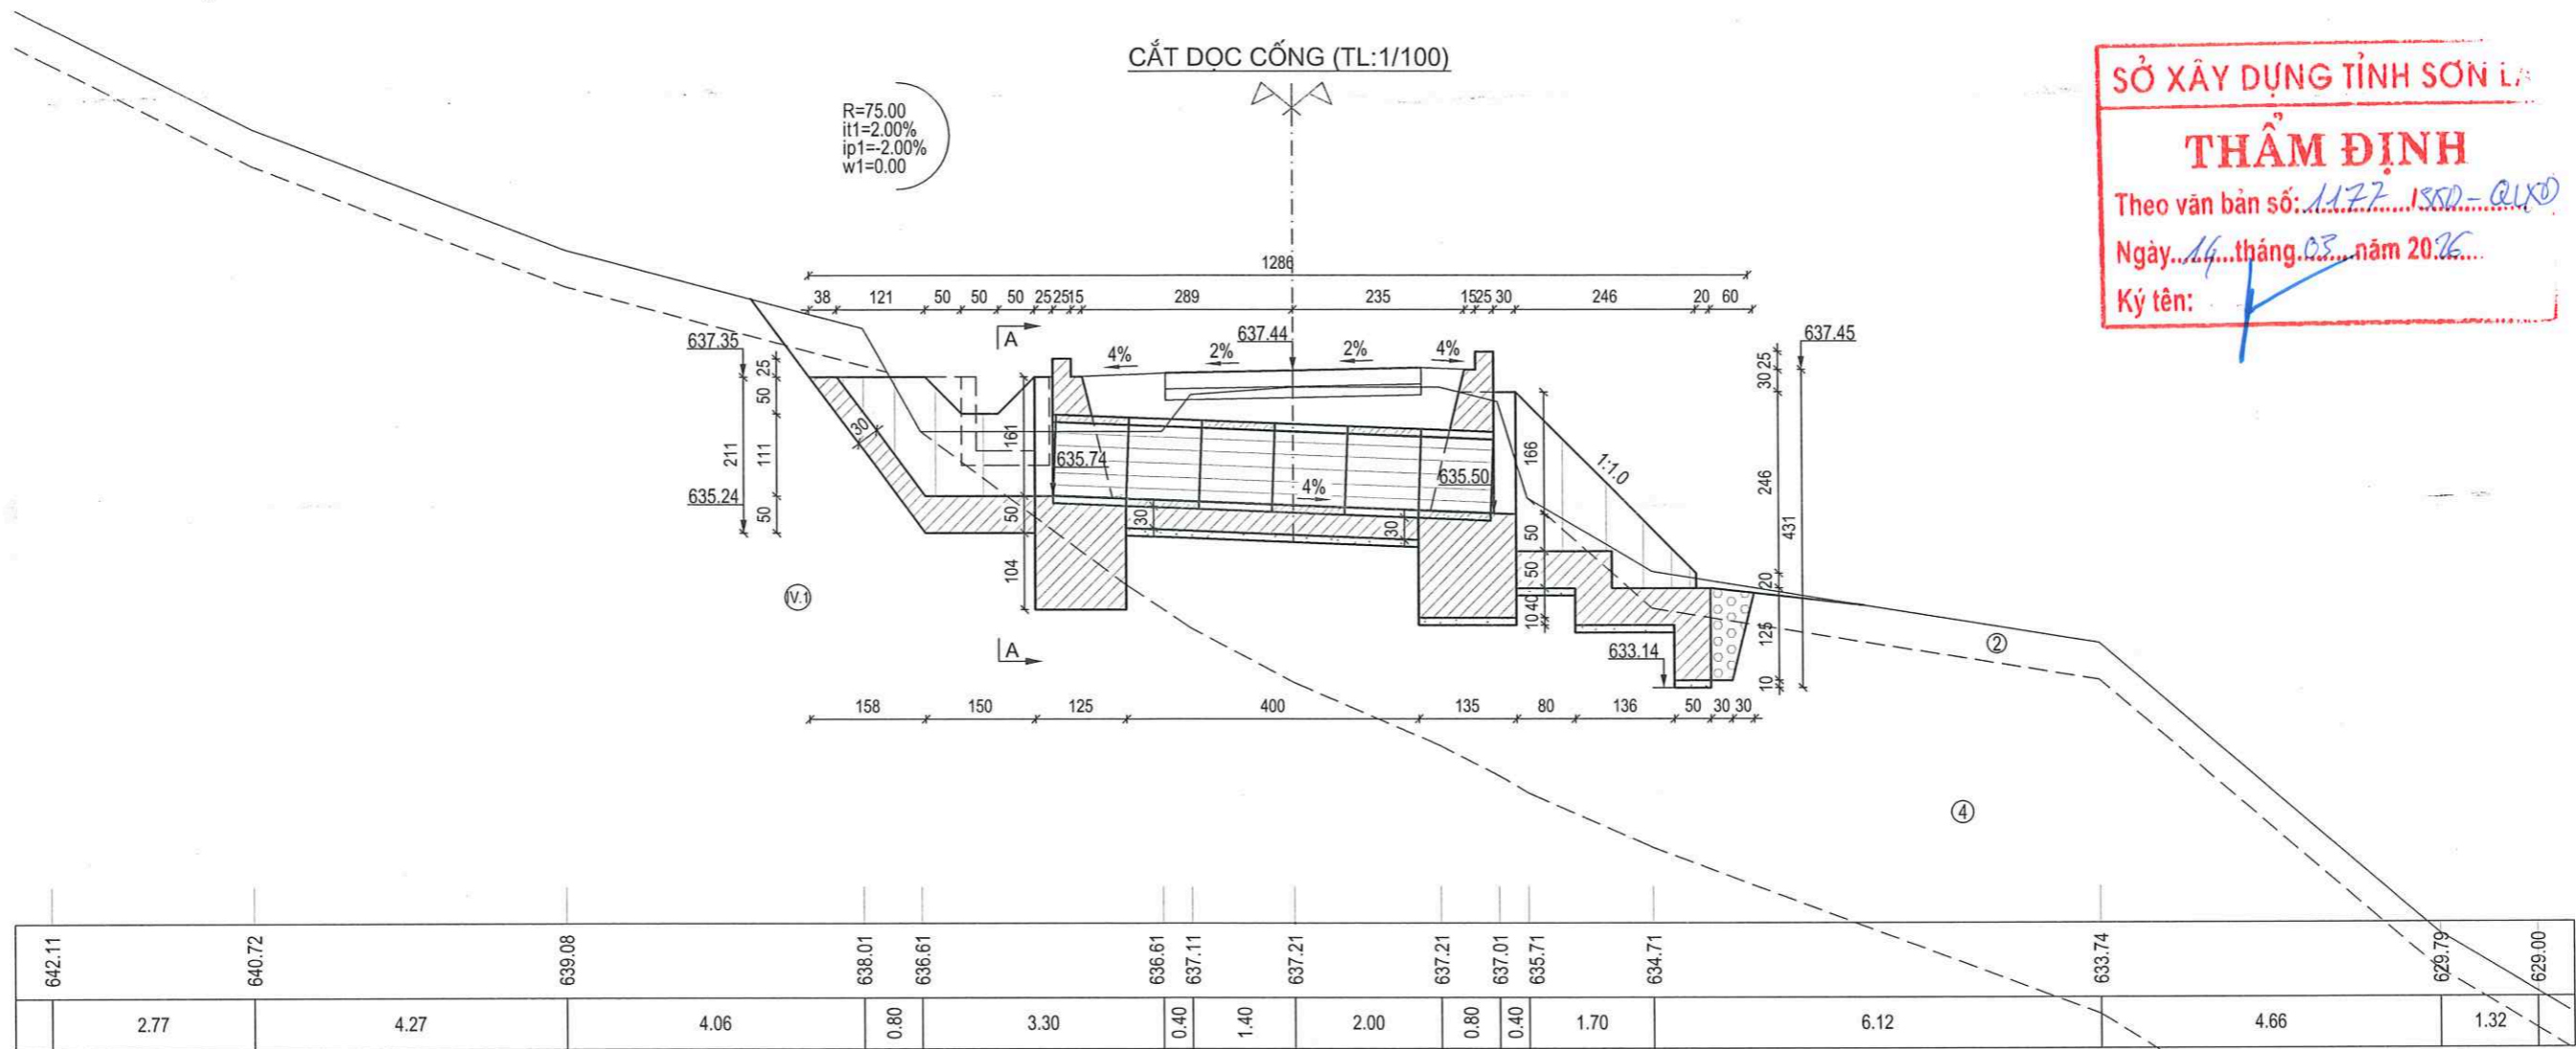 CẮT DỌC CỐNG (TL:1/100)
R=75.00
it1=2.00%
ip1=-2.00%
w1=0.00
SỞ XÂY DỰNG TỈNH SƠN
THẨM ĐỊNH
Theo văn bản số: 1177 /SXD-QLXD
Ngày 14 tháng 03 năm 2026
Ký tên:
1286
38 121 50 50 50 25 25 15 289 235 15 25 30 246 20 60
A
637.44
637.35
637.45
4% 2% 2% 4%
25
50
211
111
50
635.24
30
161
50
104
635.74
635.50
4%
30
30
166
50
50
40
10
1:1.0
25
30
246
431
20
125
10
633.14
IV.1
2
4
A
158 150 125 400 135 80 136 50 30 30
642.11 640.72 639.08 638.01 636.61 636.61 637.11 637.21 637.21 637.01 635.71 634.71 633.74 629.79 629.00
2.77 4.27 4.06 0.80 3.30 0.40 1.40 2.00 0.80 0.40 1.70 6.12 4.66 1.32